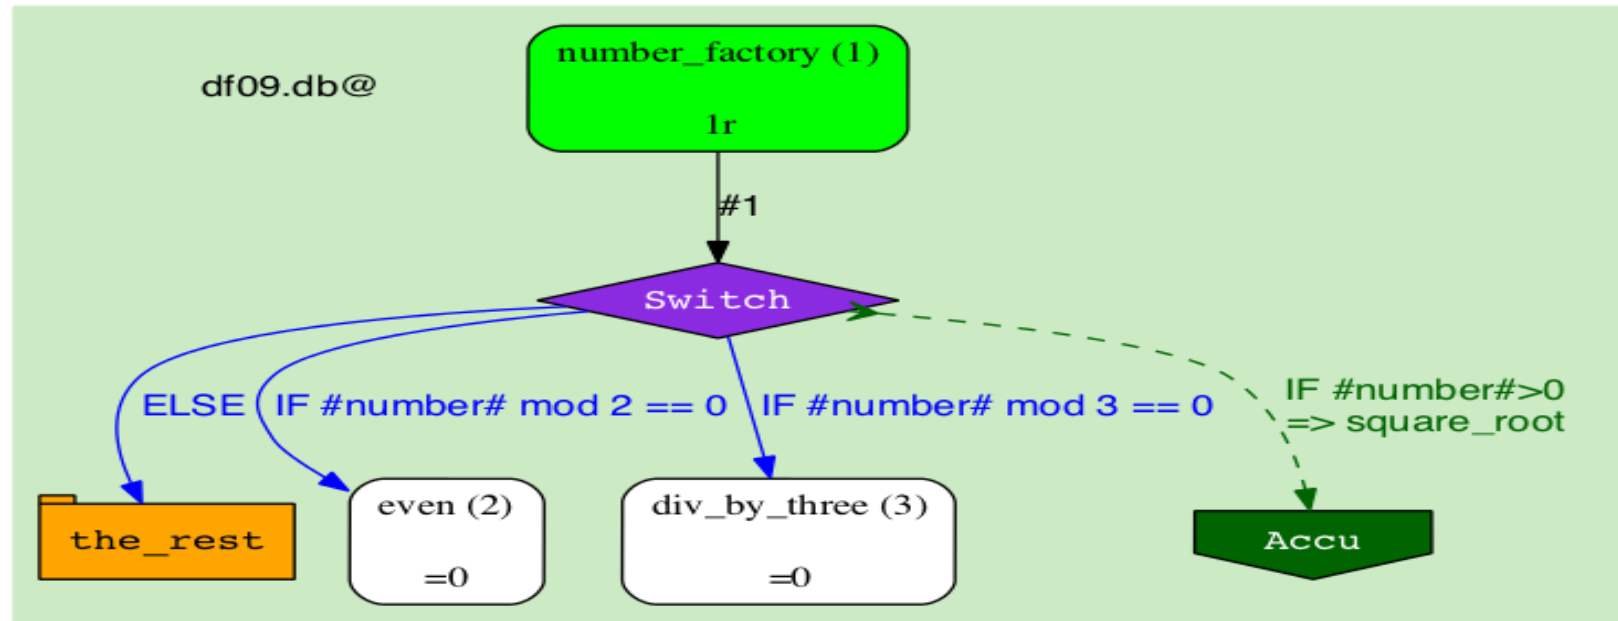 number_factory (1)
df09.db@
1r
#1
Switch
ELSE
IF #number# mod 2 == 0
IF #number# mod 3 == 0
IF #number#>0
=> square_root
even (2)
div_by_three (3)
the_rest
Accu
=0
=0